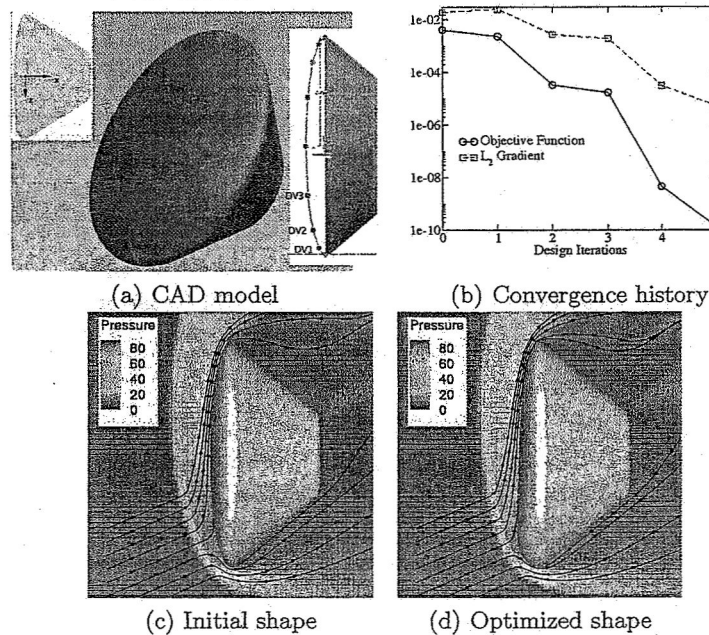 DV3
DV2
DV1
1e-02
1e-04
1e-06
1e-08
1e-10
Objective Function
L2 Gradient
0 1 2 3 4
Design Iterations
(a) CAD model
(b) Convergence history
Pressure
80
60
40
20
0
Pressure
80
60
40
20
0
(c) Initial shape
(d) Optimized shape